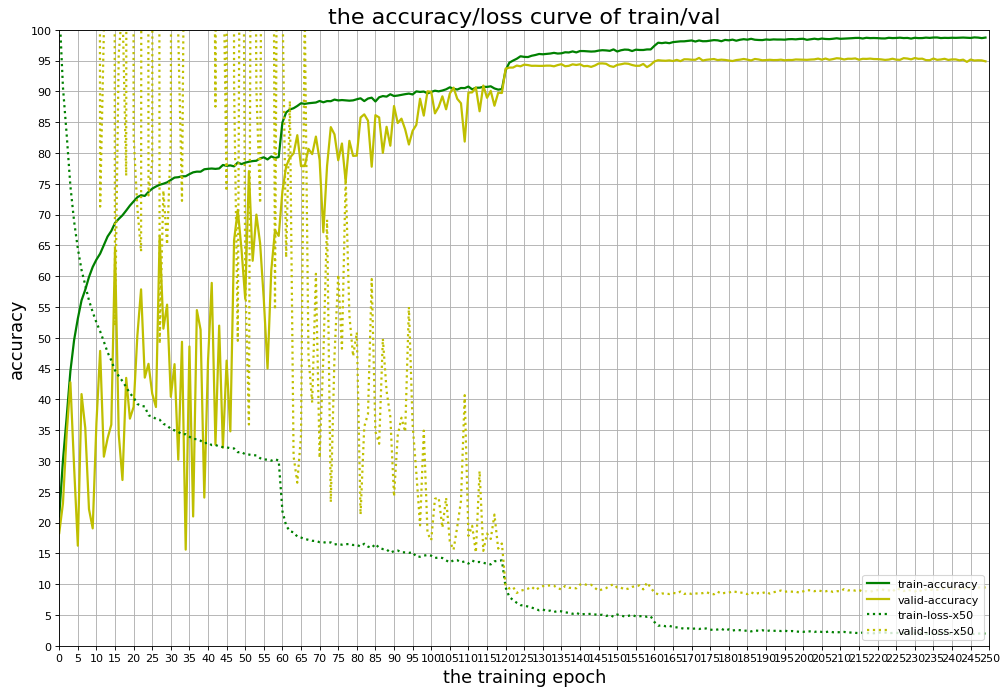 the accuracy/loss curve of train/val
100
95
90
85
80
75
70
65
60
55
50
45
40
35
30
25
20
15
10
5
0
accuracy
train-accuracy
valid-accuracy
train-loss-x50
valid-loss-x50
0 5 10 15 20 25 30 35 40 45 50 55 60 65 70 75 80 85 90 95 100 105 110 115 120 125 130 135 140 145 150 155 160 165 170 175 180 185 190 195 200 205 210 215 220 225 230 235 240 245 250
the training epoch